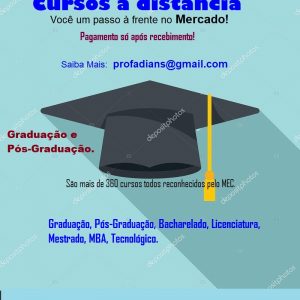 Cursos à distância
Você um passo à frente no Mercado!
Pagamento só após recebimento!
Saiba Mais: profadians@gmail.com
Graduação e
Pós-Graduação.
São mais de 360 cursos todos reconhecidos pelo MEC.
Graduação, Pós-Graduação, Bacharelado, Licenciatura,
Mestrado, MBA, Tecnológico.
depositphotos